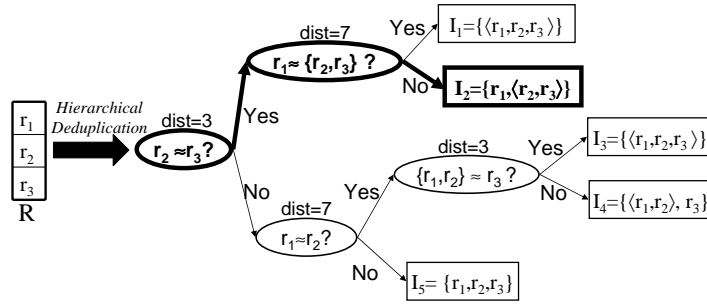 dist=7
r₁≈ {r₂,r₃} ?
Yes
No
I₁={⟨r₁,r₂,r₃ ⟩}
I₂={r₁,⟨r₂,r₃⟩}
Hierarchical
Deduplication
r₁
r₂
r₃
R
dist=3
r₂ ≈r₃?
Yes
No
dist=7
r₁≈r₂?
Yes
No
dist=3
{r₁,r₂} ≈ r₃ ?
Yes
No
I₃={⟨r₁,r₂,r₃ ⟩}
I₄={⟨r₁,r₂⟩, r₃}
I₅= {r₁,r₂,r₃}